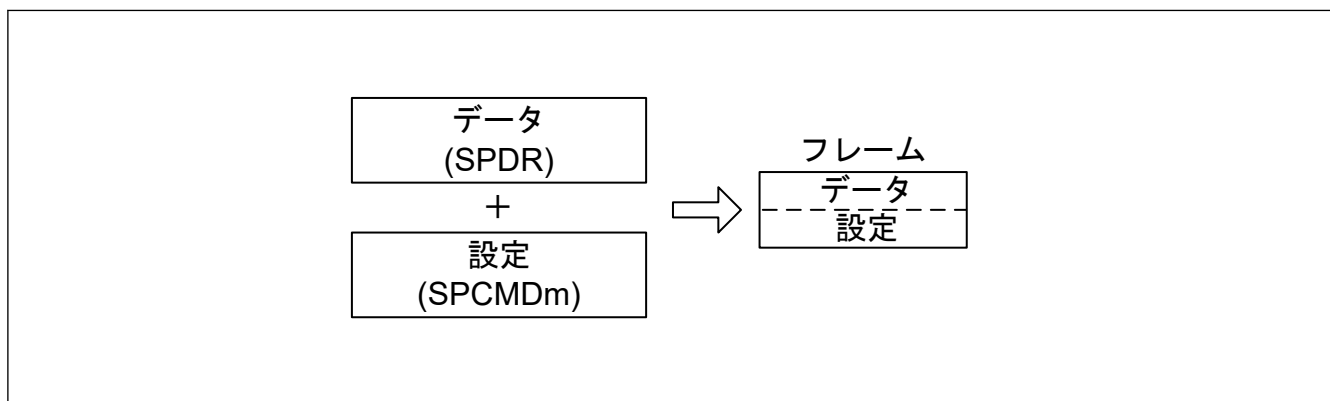 データ
(SPDR)
+
設定
(SPCMDm)
フレーム
データ
設定